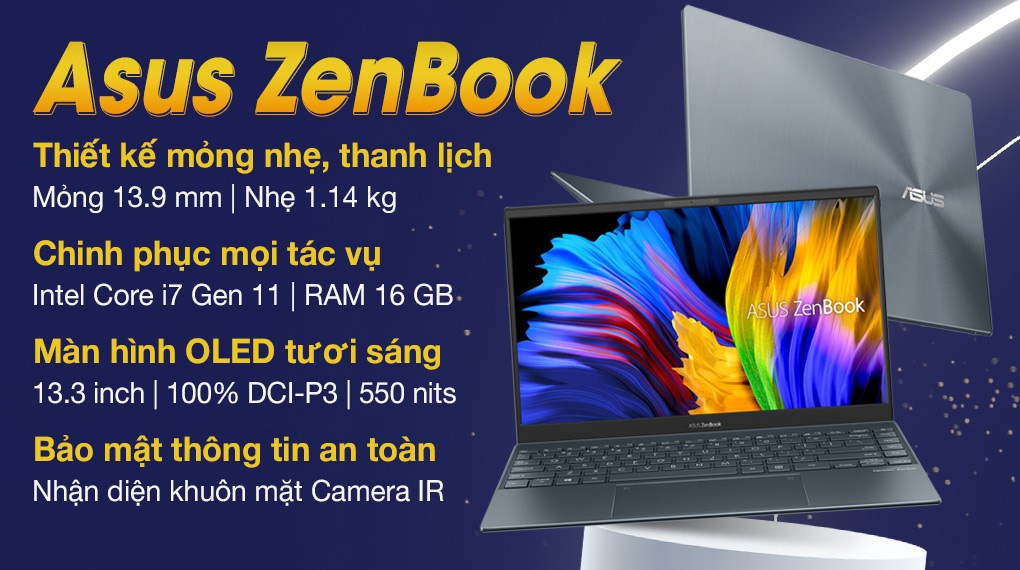 Asus ZenBook
Thiết kế mỏng nhẹ, thanh lịch
Mỏng 13.9 mm | Nhẹ 1.14 kg
Chinh phục mọi tác vụ
Intel Core i7 Gen 11 | RAM 16 GB
Màn hình OLED tươi sáng
13.3 inch | 100% DCI-P3 | 550 nits
Bảo mật thông tin an toàn
Nhận diện khuôn mặt Camera IR
ASUS
ASUS ZenBook
ASUS ZenBook